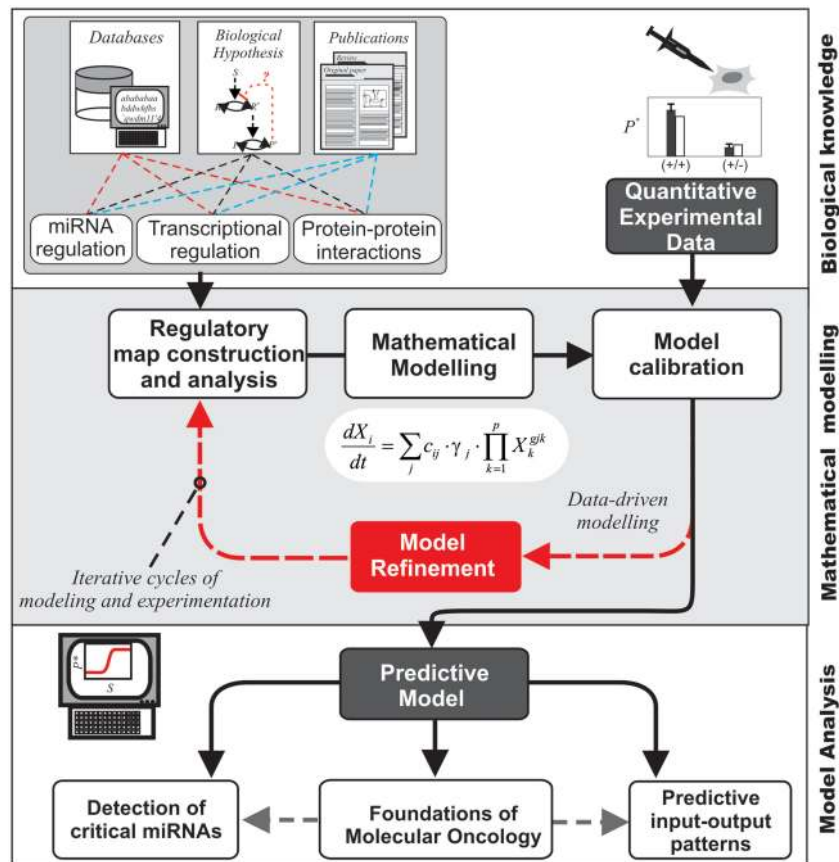 Databases
Biological
Hypothesis
Publications
Review
Original paper
S
?
P*
(+/+)
(+/-)
Quantitative
Experimental
Data
miRNA
regulation
Transcriptional
regulation
Protein-protein
interactions
Biological knowledge
Regulatory
map construction
and analysis
Mathematical
Modelling
Model
calibration
dX_i/dt = ∑_j c_ij · γ_j · ∏_{k=1}^{p} X_k^{gjk}
Data-driven
modelling
Model
Refinement
Iterative cycles of
modeling and experimentation
Mathematical modelling
P*
S
Predictive
Model
Detection of
critical miRNAs
Foundations of
Molecular Oncology
Predictive
input-output
patterns
Model Analysis